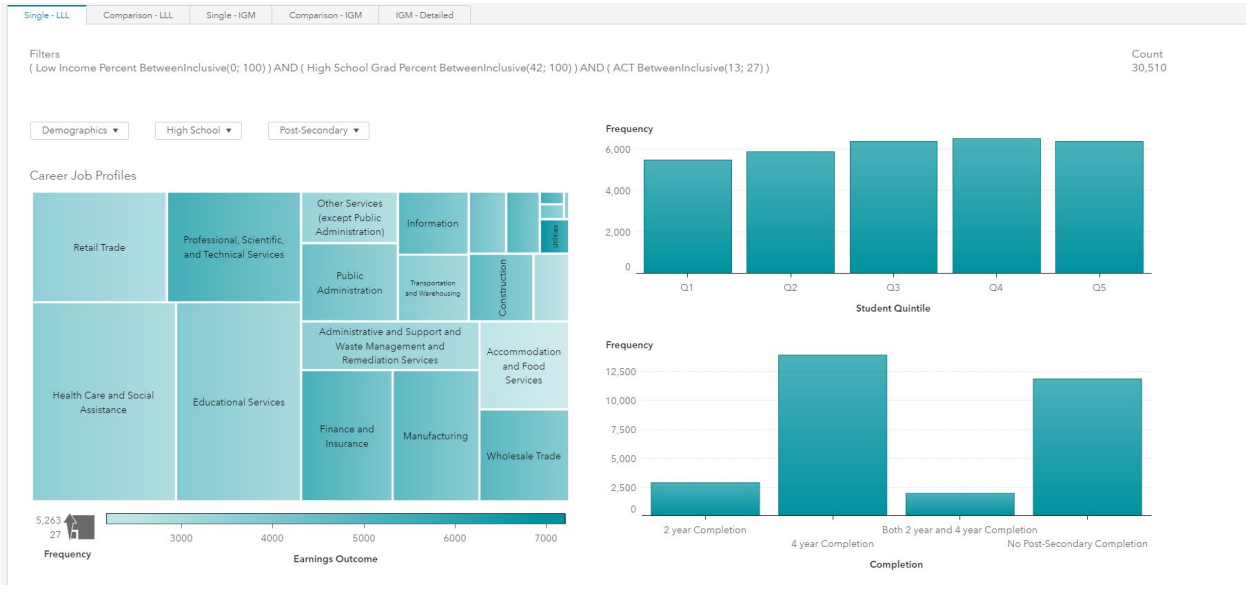 Single - LLL
Comparison - LLL
Single - IGM
Comparison - IGM
IGM - Detailed
Filters
( Low Income Percent BetweenInclusive(0; 100) ) AND ( High School Grad Percent BetweenInclusive(42; 100) ) AND ( ACT BetweenInclusive(13; 27) )
Count
30,510
Demographics ▼
High School ▼
Post-Secondary ▼
Career Job Profiles
Retail Trade
Professional, Scientific,
and Technical Services
Other Services
(except Public
Administration)
Information
Utilities
Public
Administration
Transportation
and Warehousing
Construction
Health Care and Social
Assistance
Educational Services
Administrative and Support and
Waste Management and
Remediation Services
Accommodation
and Food
Services
Finance and
Insurance
Manufacturing
Wholesale Trade
5,263
27
Frequency
3000
4000
5000
6000
7000
Earnings Outcome
Frequency
6,000
4,000
2,000
0
Q1
Q2
Q3
Q4
Q5
Student Quintile
Frequency
12,500
10,000
7,500
5,000
2,500
0
2 year Completion
4 year Completion
Both 2 year and 4 year Completion
No Post-Secondary Completion
Completion